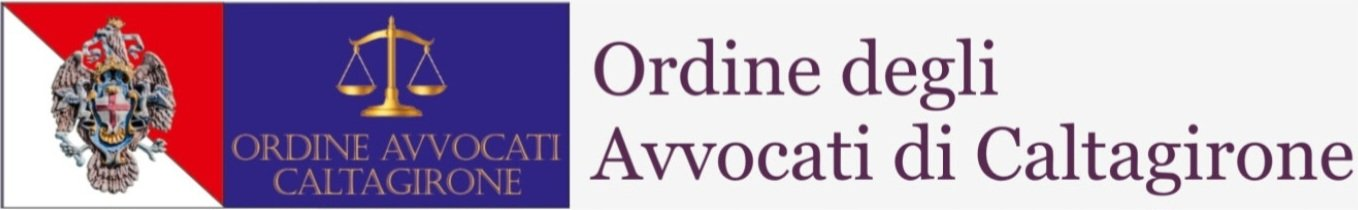 ORDINE AVVOCATI
CALTAGIRONE
Ordine degli
Avvocati di Caltagirone